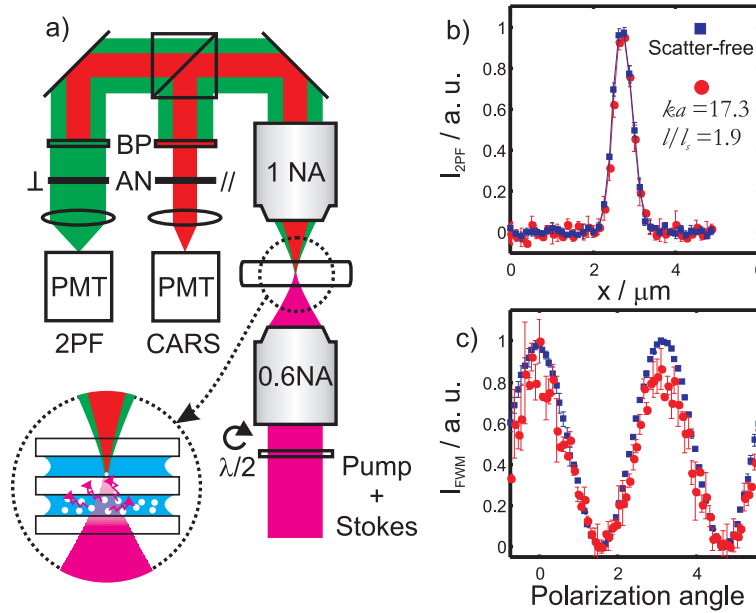 a)
BP
⊥ AN //
1 NA
PMT PMT
2PF CARS
0.6NA
λ/2
Pump
+
Stokes
b)
I2PF / a. u.
1
0.8
0.6
0.4
0.2
0
Scatter-free
ka = 17.3
l/ls = 1.9
0 2 4 6
x / μm
c)
IFWM / a. u.
1
0.8
0.6
0.4
0.2
0
0 2 4
Polarization angle